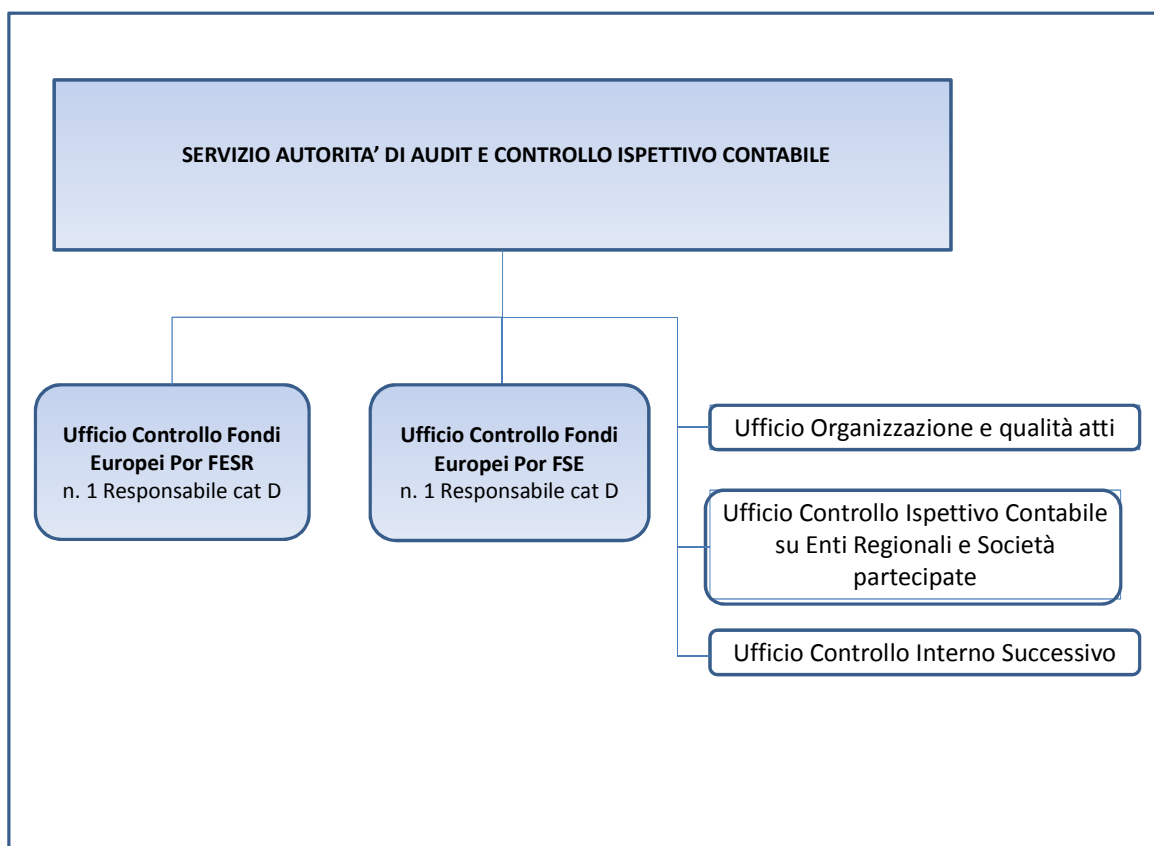 SERVIZIO AUTORITA’ DI AUDIT E CONTROLLO ISPETTIVO CONTABILE
Ufficio Controllo Fondi
Europei Por FESR
n. 1 Responsabile cat D
Ufficio Controllo Fondi
Europei Por FSE
n. 1 Responsabile cat D
Ufficio Organizzazione e qualità atti
Ufficio Controllo Ispettivo Contabile
su Enti Regionali e Società
partecipate
Ufficio Controllo Interno Successivo